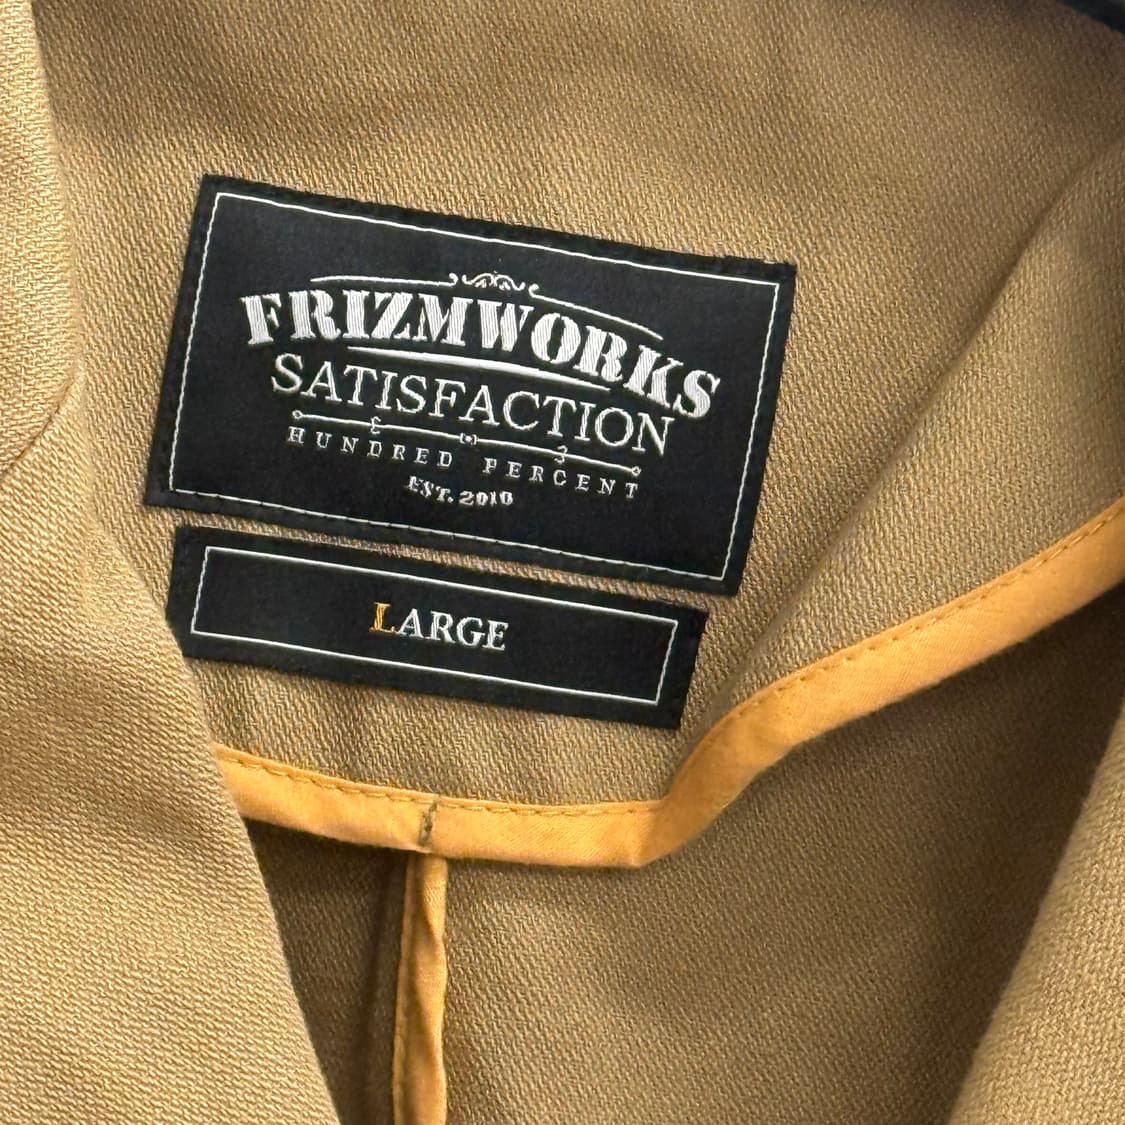 FRIZMWORKS
SATISFACTION
HUNDRED PERCENT
EST. 2010
LARGE